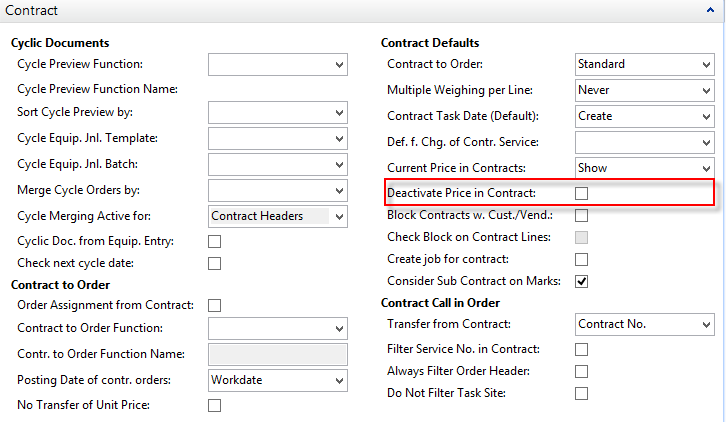 Contract
Cyclic Documents
Cycle Preview Function:
Cycle Preview Function Name:
Sort Cycle Preview by:
Cycle Equip. Jnl. Template:
Cycle Equip. Jnl. Batch:
Merge Cycle Orders by:
Cycle Merging Active for: Contract Headers
Cyclic Doc. from Equip. Entry:
Check next cycle date:
Contract to Order
Order Assignment from Contract:
Contract to Order Function:
Contr. to Order Function Name:
Posting Date of contr. orders: Workdate
No Transfer of Unit Price:
Contract Defaults
Contract to Order: Standard
Multiple Weighing per Line: Never
Contract Task Date (Default): Create
Def. f. Chg. of Contr. Service:
Current Price in Contracts: Show
Deactivate Price in Contract:
Block Contracts w. Cust./Vend.:
Check Block on Contract Lines:
Create job for contract:
Consider Sub Contract on Marks:
Contract Call in Order
Transfer from Contract: Contract No.
Filter Service No. in Contract:
Always Filter Order Header:
Do Not Filter Task Site: